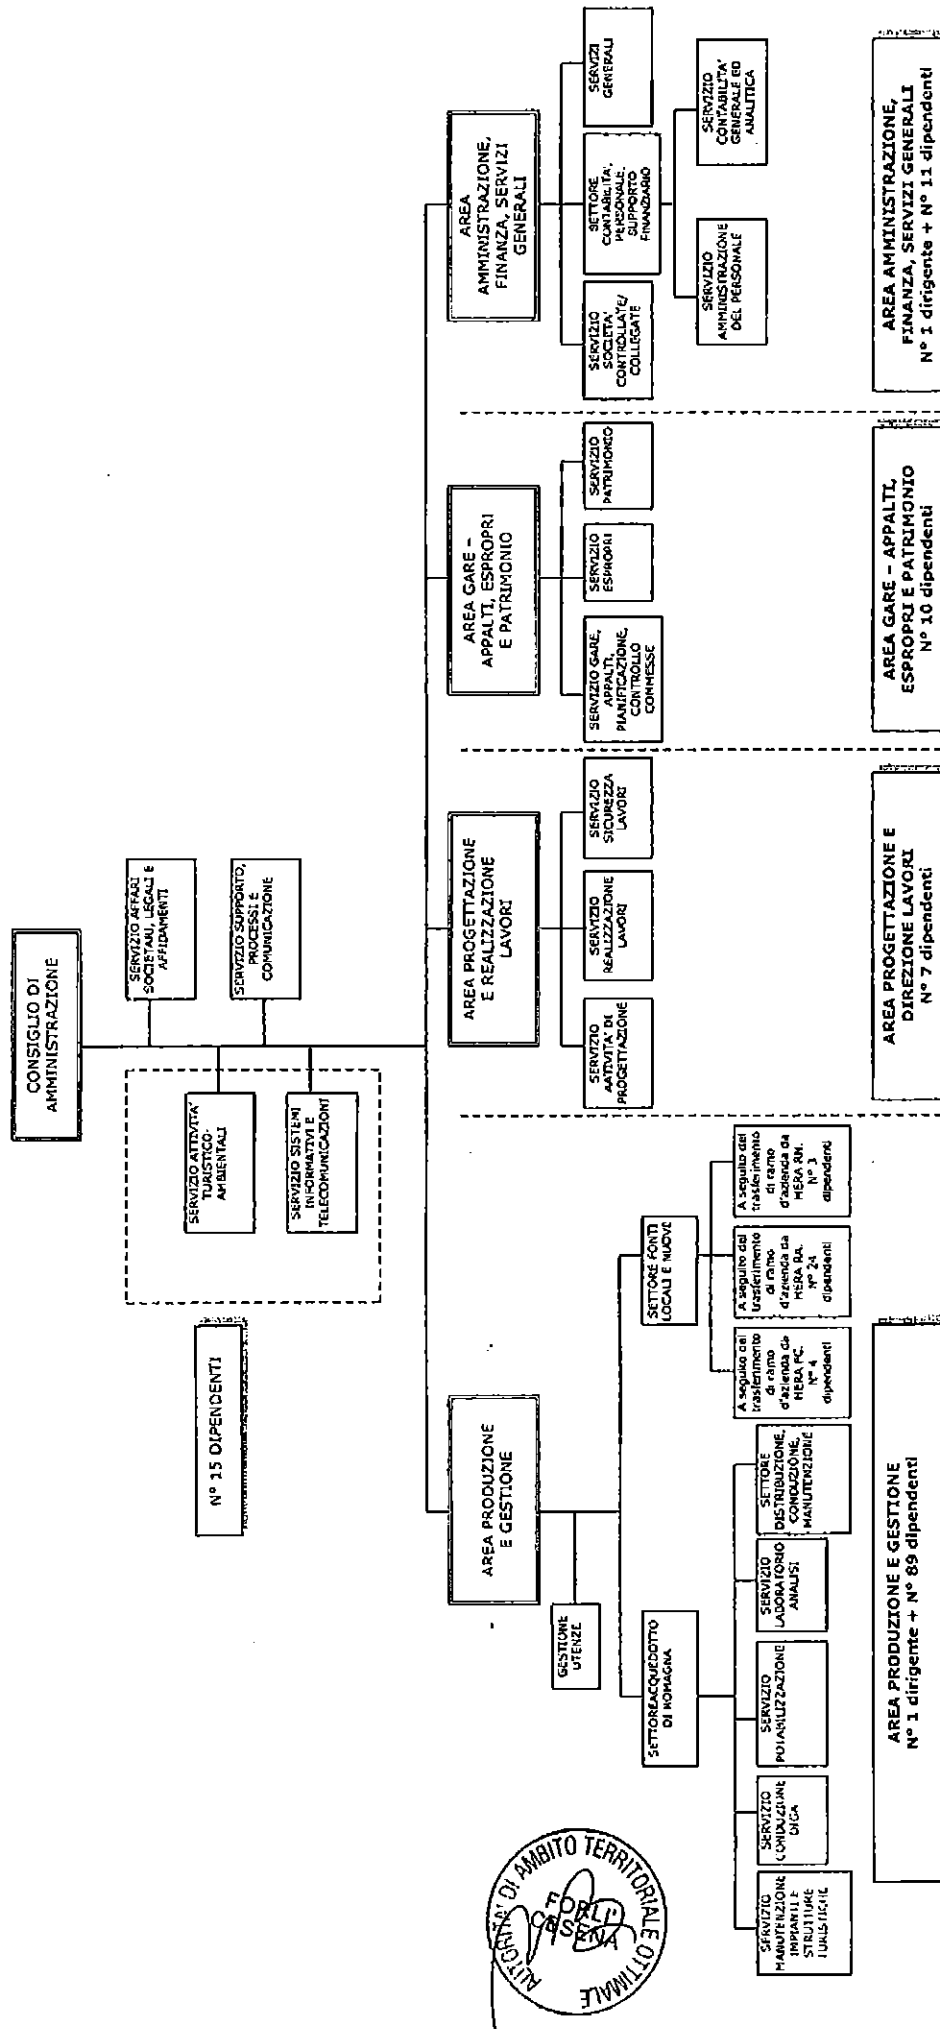 CONSIGLIO DI
AMMINISTRAZIONE
SERVIZIO AFFARI
SOCIETARI, LEGALI E
AFFIDAMENTI
SERVIZIO SUPPORTO,
PROCESSI E
COMUNICAZIONE
SERVIZIO ATTIVITA'
TURISTICO-
AMBIENTALI
SERVIZIO SISTEMI
INFORMATIVI E
TELECOMUNICAZIONI
N° 15 DIPENDENTI
AREA PRODUZIONE
E GESTIONE
AREA PROGETTAZIONE
E REALIZZAZIONE
LAVORI
AREA GARE –
APPALTI, ESPROPRI
E PATRIMONIO
AREA
AMMINISTRAZIONE,
FINANZA, SERVIZI
GENERALI
GESTIONE
UTENZE
SERVIZIO
AATIVITA' DI
PROGETTAZIONE
SERVIZIO
REALIZZAZIONE
LAVORI
SERVIZIO
SICUREZZA
LAVORI
SERVIZIO GARE,
APPALTI,
PIANIFICAZIONE,
CONTROLLO
COMMESSE
SERVIZIO
ESPROPRI
SERVIZIO
PATRIMONIO
SERVIZIO
SOCIETA'
CONTROLLATE/
COLLEGATE
SETTORE
CONTABILITA',
PERSONALE,
SUPPORTO
FINANZIARIO
SERVIZI
GENERALI
SETTOREACQUEDOTTO
DI ROMAGNA
SETTORE FONTI
LOCALI E NUOVE
SERVIZIO
AMMINISTRAZIONE
DEL PERSONALE
SERVIZIO
CONTABILITA'
GENERALE ED
ANALITICA
SERVIZIO
MANUTENZIONE
IMPIANTI E
STRUTTURE
TURISTICHE
SERVIZIO
CONDUZIONE
DIGA
SERVIZIO
POTABILIZZAZIONE
SERVIZIO
LABORATORIO
ANALISI
SETTORE
DISTRIBUZIONE,
CONDUZIONE,
MANUTENZIONE
A seguito del
trasferimento
di ramo
d'azienda da
HERA FC.
N° 4
dipendenti
A seguito del
trasferimento
di ramo
d'azienda da
HERA RA.
N° 24
dipendenti
A seguito del
trasferimento
di ramo
d'azienda da
HERA RN.
N° 3
dipendenti
AREA PRODUZIONE E GESTIONE
N° 1 dirigente + N° 89 dipendenti
AREA PROGETTAZIONE E
DIREZIONE LAVORI
N° 7 dipendenti
AREA GARE – APPALTI,
ESPROPRI E PATRIMONIO
N° 10 dipendenti
AREA AMMINISTRAZIONE,
FINANZA, SERVIZI GENERALI
N° 1 dirigente + N° 11 dipendenti
AUTORITA' DI AMBITO TERRITORIALE OTTIMALE
FORLI'
CESENA